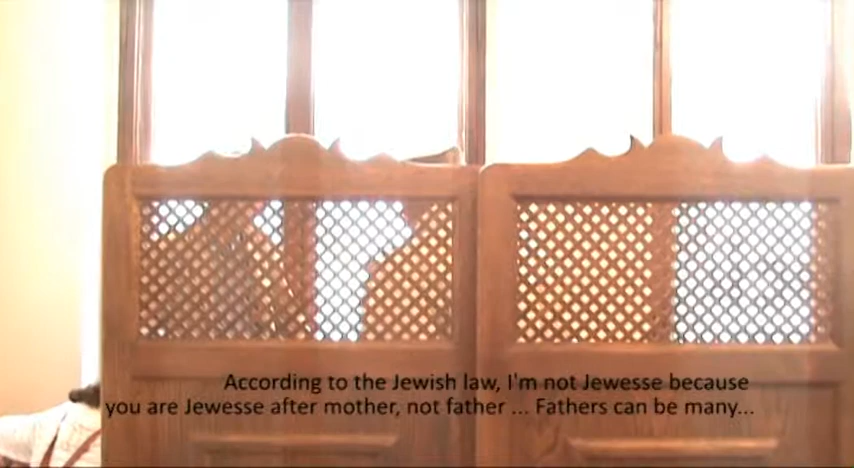 According to the Jewish law, I'm not Jewesse because
you are Jewesse after mother, not father ... Fathers can be many...